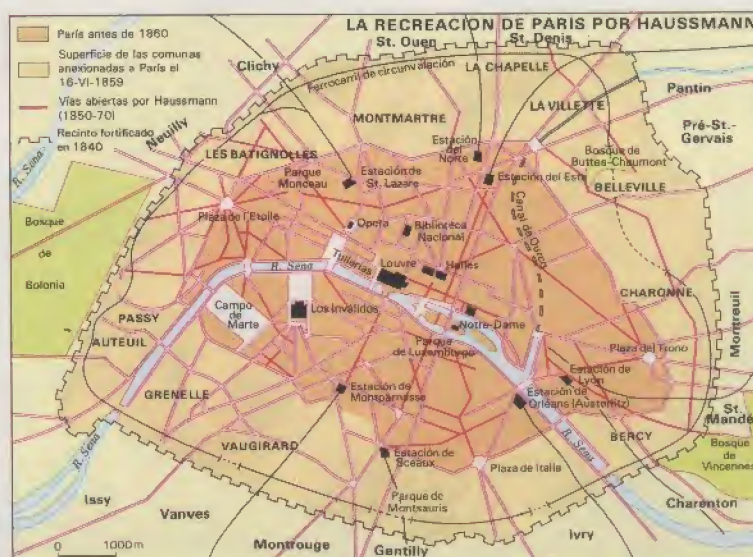 LA RECREACION DE PARIS POR HAUSSMANN
París antes de 1860
Superficie de las comunas
anexionadas a París el
16-VI-1859
Vías abiertas por Haussmann
(1850-70)
Recinto fortificado
en 1840
St. Ouen
St. Denis
Clichy
Ferrocarril de circunvalación
LA CHAPELLE
Pantin
LA VILLETTE
Neuilly
MONTMARTRE
Pré-St.-
Gervais
R. Sena
LES BATIGNOLLES
Estación
del
Norte
Bosque de
Buttes-Chaumont
Parque
Monceau
Estación de
St. Lazare
Estación del Este
BELLEVILLE
Plaza de l'Etoile
Opera
Biblioteca
Nacional
Canal de Ourcq
Bosque
de
Bolonia
Tullerías
Louvre
Halles
R. Sena
CHARONNE
Montreuil
PASSY
Campo
de
Marte
Los Inválidos
Notre-Dame
AUTEUIL
Parque
de Luxemburgo
Plaza del Trono
Estación de
Lyon
GRENELLE
Estación de
Montparnasse
Estación de
Orléans (Austerlitz)
St.
Mandé
R. Sena
VAUGIRARD
Estación de
Sceaux
Plaza de Italia
R. Sena
BERCY
Bosque
de
Vincennes
Issy
Vanves
Parque de
Montsauris
Charenton
Ivry
0 1000m
Montrouge
Gentilly